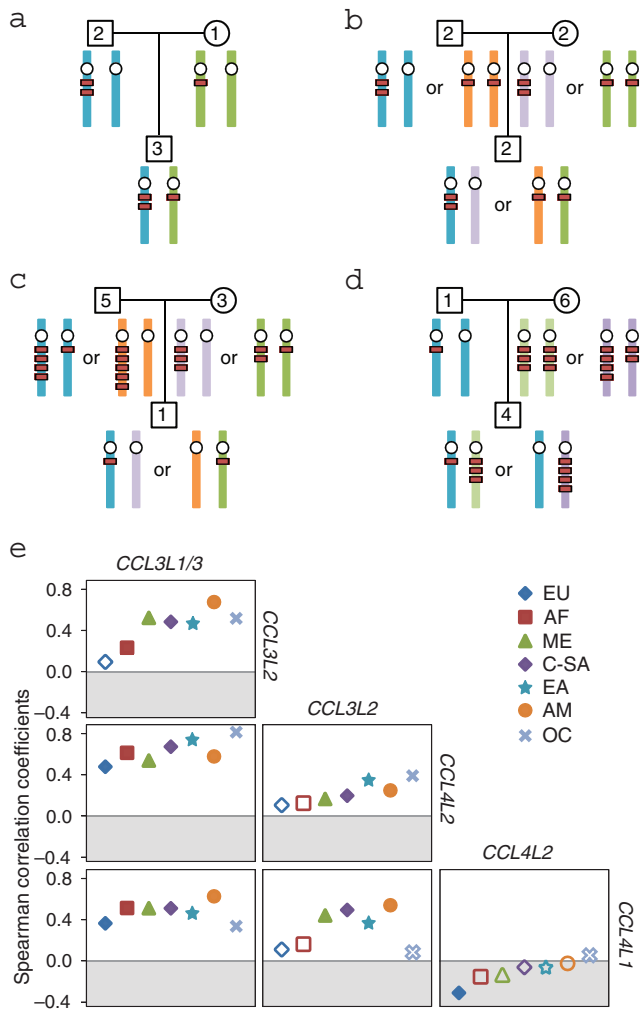 a
2
1
3
b
2
2
or
or
2
or
c
5
3
or
or
1
or
d
1
6
or
4
or
e
CCL3L1/3
0.8
0.4
0.0
–0.4
CCL3L2
EU
AF
ME
C-SA
EA
AM
OC
CCL3L2
0.8
0.4
0.0
–0.4
CCL4L2
CCL4L2
0.8
0.4
0.0
–0.4
CCL4L1
Spearman correlation coefficients